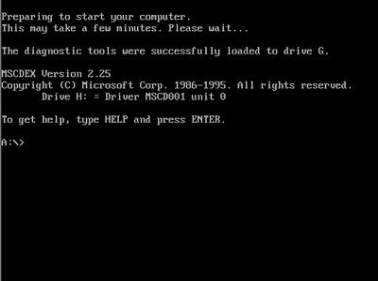 Preparing to start your computer.
This may take a few minutes. Please wait...
The diagnostic tools were successfully loaded to drive G.
MSCDEX Version 2.25
Copyright (C) Microsoft Corp. 1986-1995. All rights reserved.
Drive H: = Driver MSCD001 unit 0
To get help, type HELP and press ENTER.
A:\>